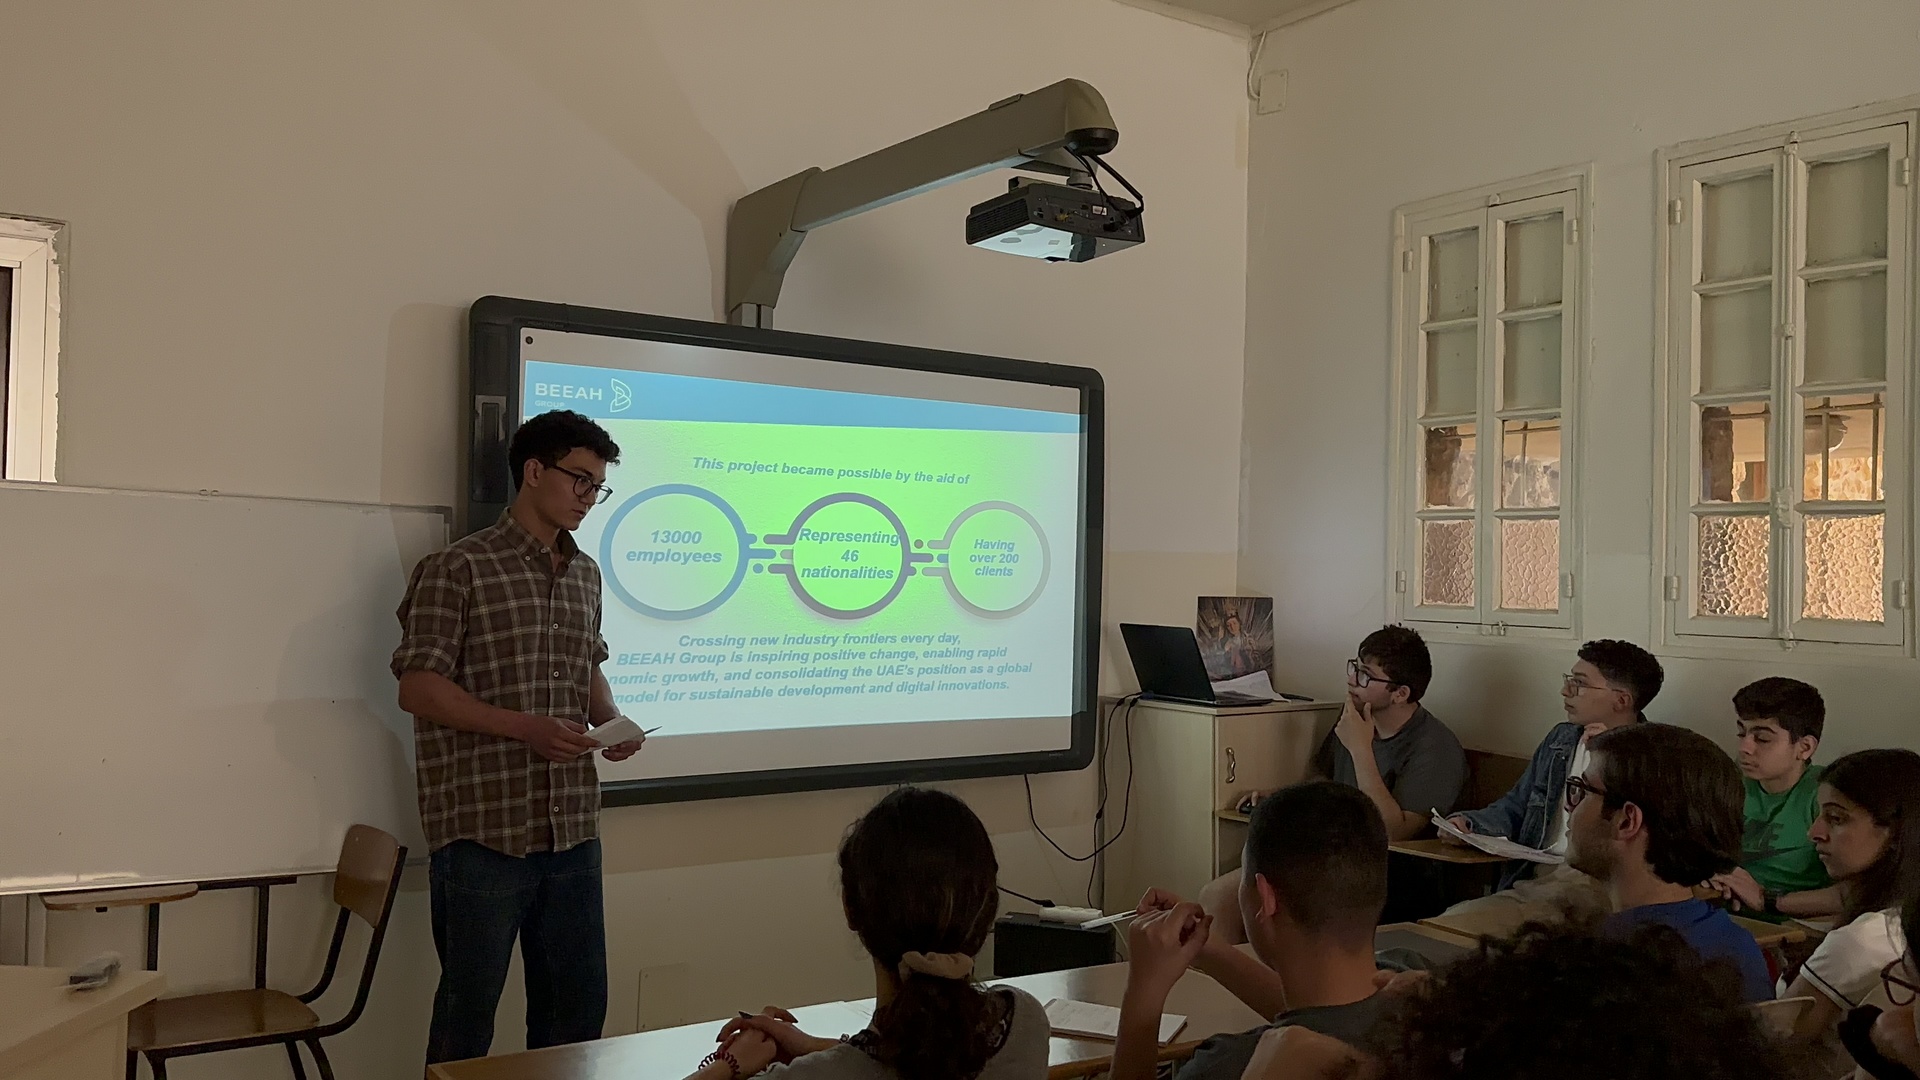 BEEAH
GROUP
This project became possible by the aid of
13000
employees
Representing
46
nationalities
Having
over 200
clients
Crossing new industry frontiers every day,
BEEAH Group is inspiring positive change, enabling rapid
nomic growth, and consolidating the UAE's position as a global
model for sustainable development and digital innovations.